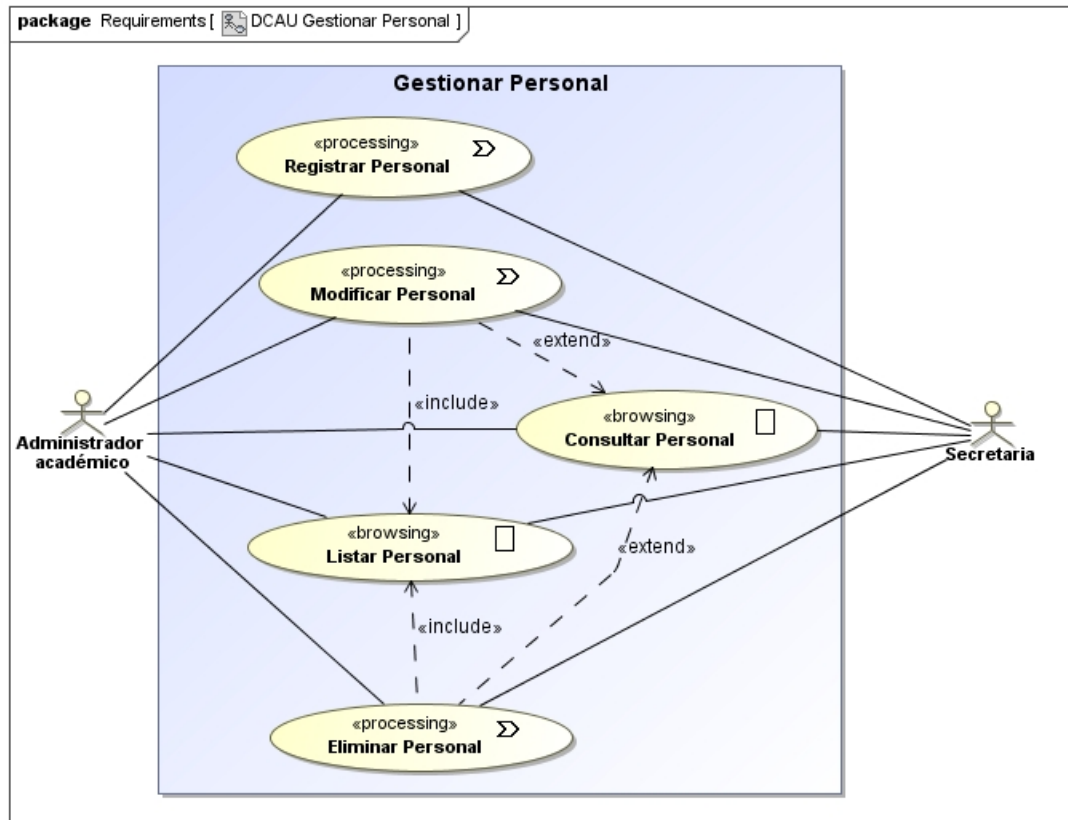 package Requirements [ DCAU Gestionar Personal ]
Gestionar Personal
«processing»
Registrar Personal
«processing»
Modificar Personal
«extend»
«include»
«browsing»
Consultar Personal
Administrador
académico
Secretaria
«browsing»
Listar Personal
«extend»
«include»
«processing»
Eliminar Personal